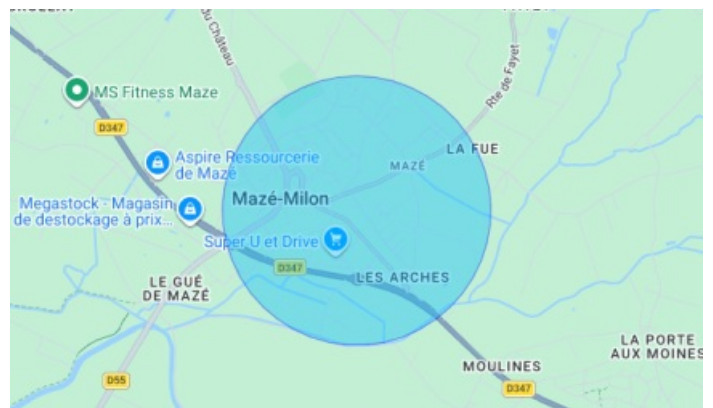 du Château
Rte de Fayet
MS Fitness Maze
D347
LA FUE
Aspire Ressourcerie
de Mazé
MAZÉ
Mazé-Milon
Megastock - Magasin
de destockage à prix...
Super U et Drive
D347
LES ARCHES
LE GUÉ
DE MAZÉ
LA PORTE
AUX MOINES
MOULINES
D55
D347